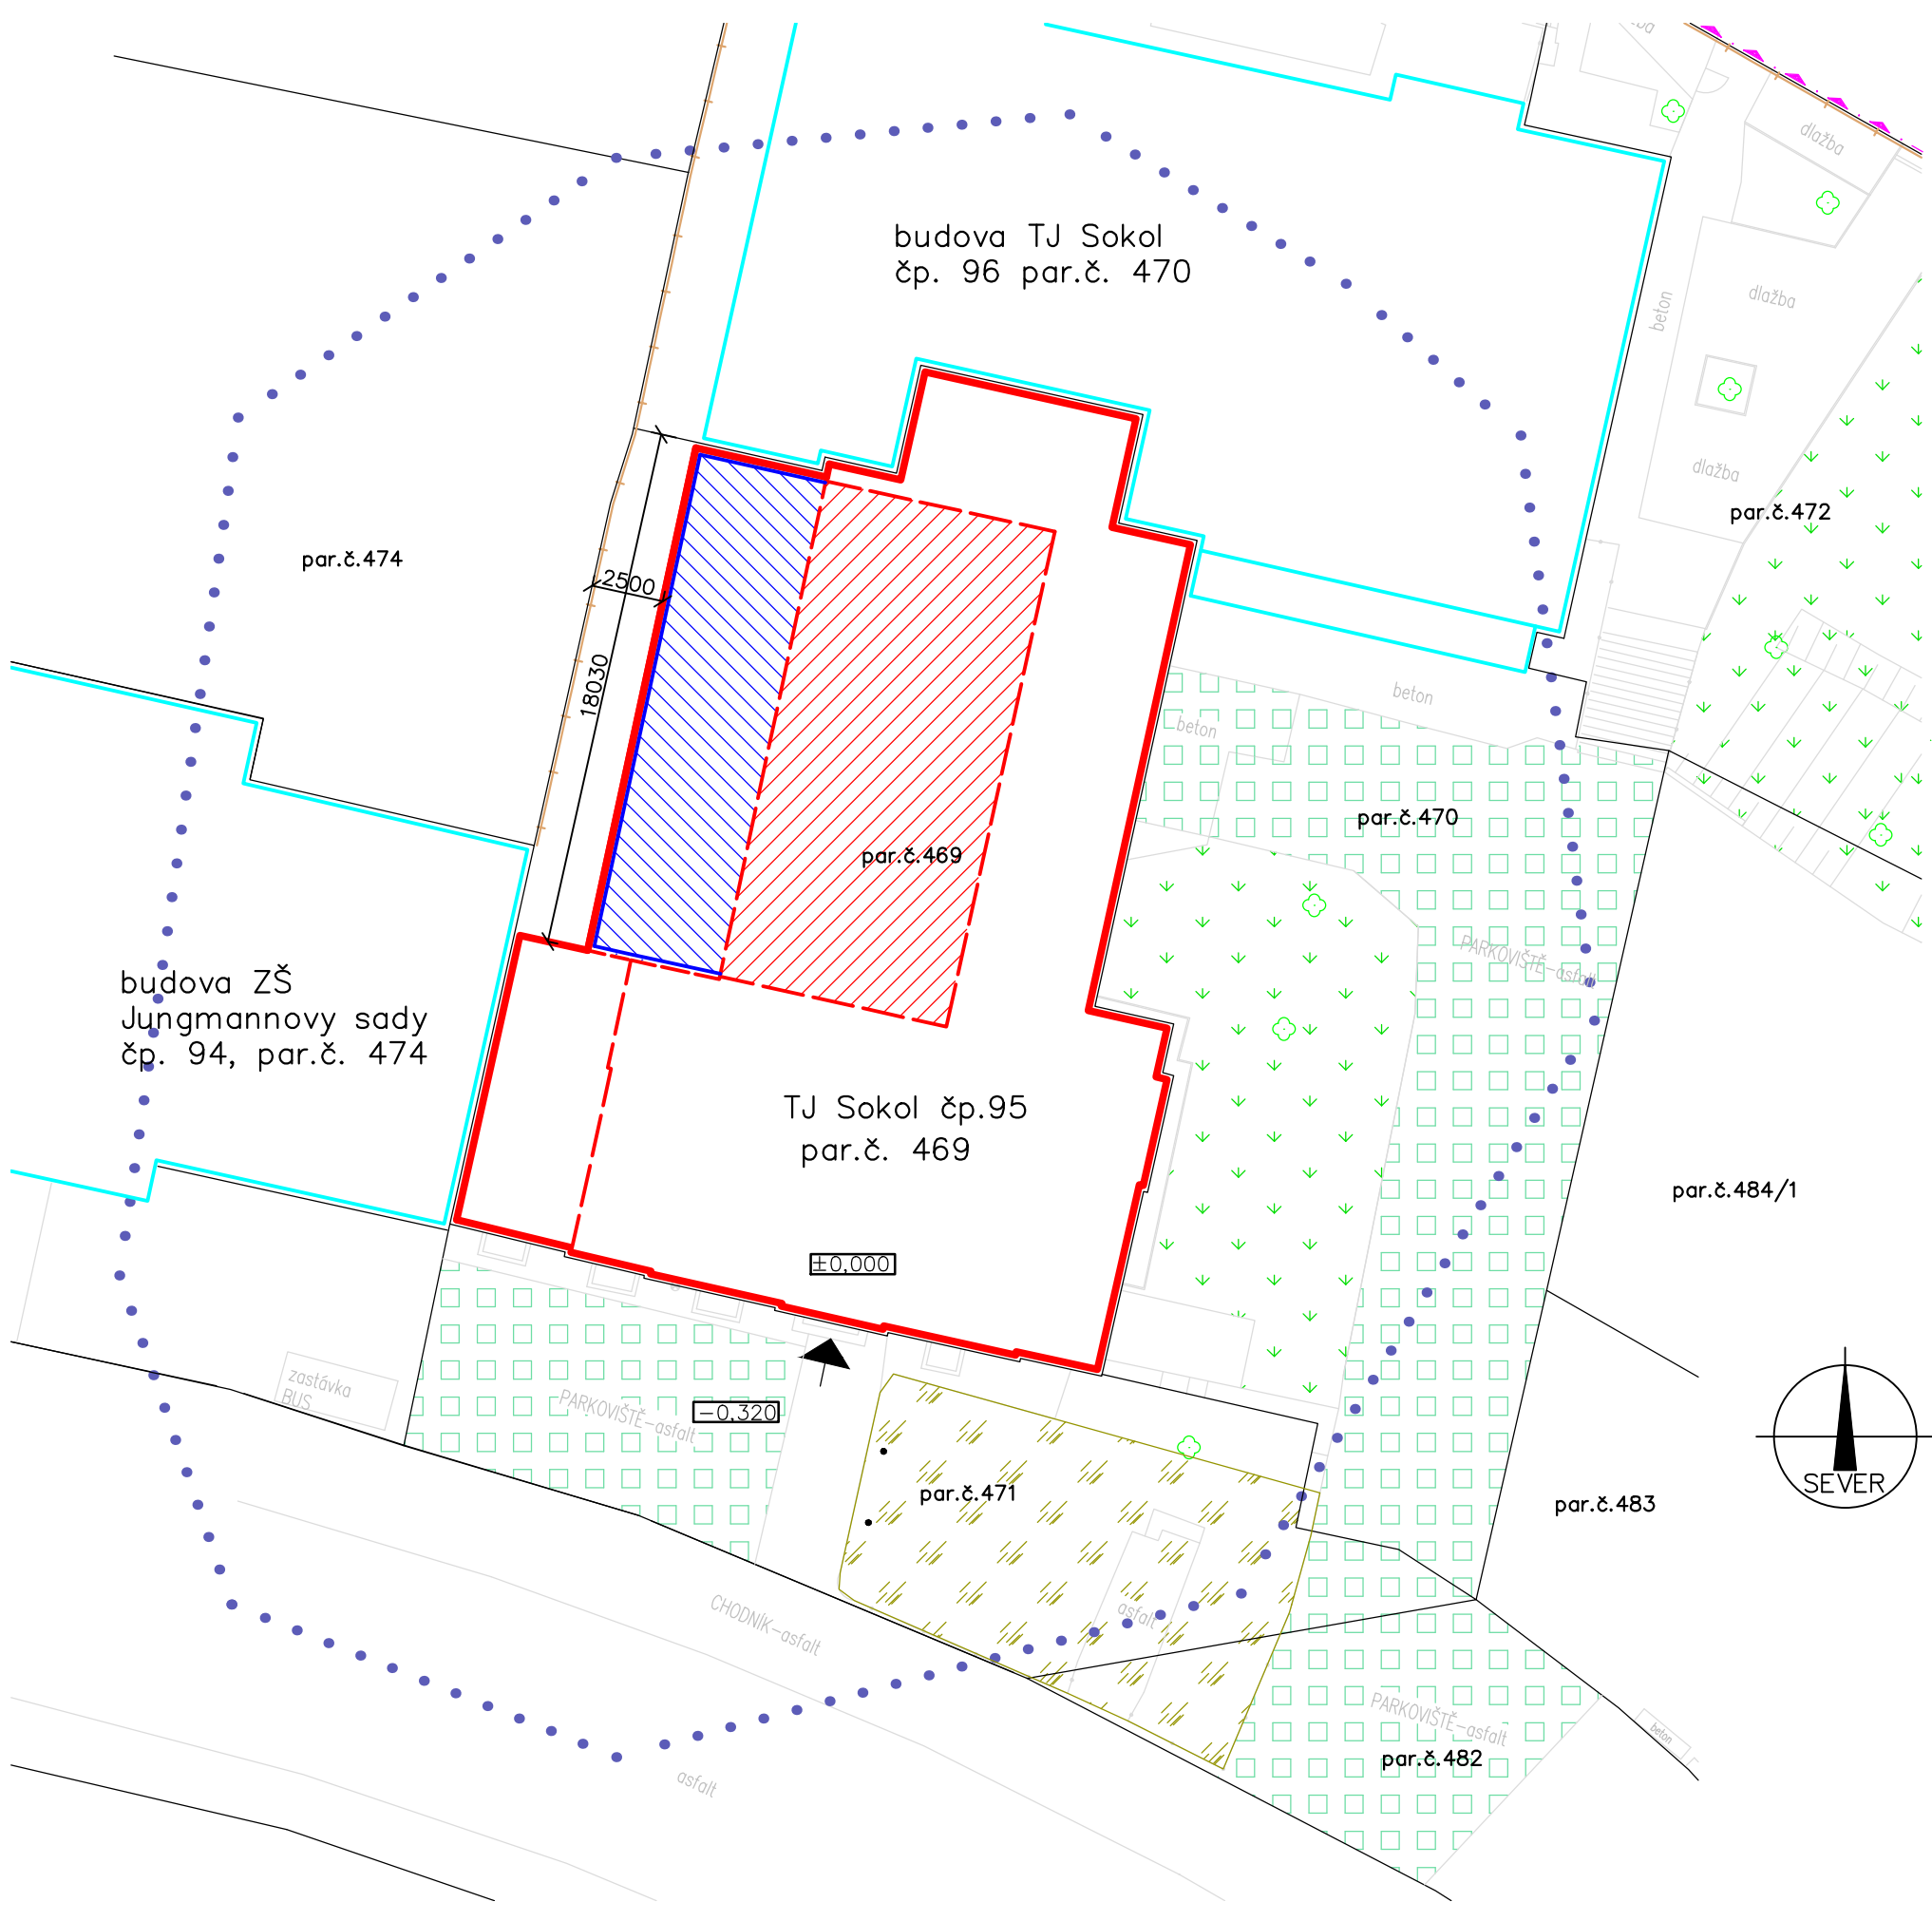 dlažba
budova TJ Sokol
čp. 96 par.č. 470
beton
dlažba
dlažba
par.č.472
par.č.474
2500
18030
beton
beton
par.č.470
par.č.469
PARKOVIŠTĚ-asfalt
budova ZŠ
Jungmannovy sady
čp. 94, par.č. 474
TJ Sokol čp.95
par.č. 469
par.č.484/1
±0,000
zastávka
BUS
PARKOVIŠTĚ-asfalt
-0,320
SEVER
par.č.471
par.č.483
CHODNÍK-asfalt
asfalt
PARKOVIŠTĚ-asfalt
beton
par.č.482
asfalt